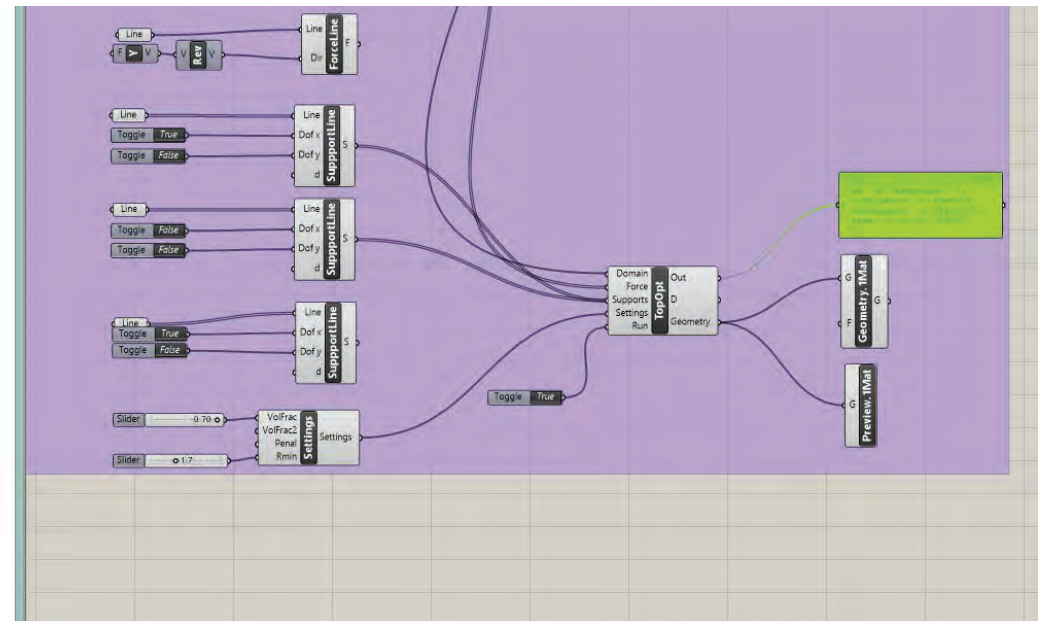 Line
F Y V
V Rev V
Line
Dir
ForceLine
F
Line
Toggle True
Toggle False
Line
Dof x
Dof y
d
SuppportLine
S
Line
Toggle False
Toggle False
Line
Dof x
Dof y
d
SuppportLine
S
Line
Toggle True
Toggle False
Line
Dof x
Dof y
d
SuppportLine
S
Slider 0.70
Slider 1.7
VolFrac
VolFrac2
Penal
Rmin
Settings
Settings
Toggle True
Domain
Force
Supports
Settings
Run
TopOpt
Out
D
Geometry
G
F
Geometry.1Mat
G
G
Preview.1Mat